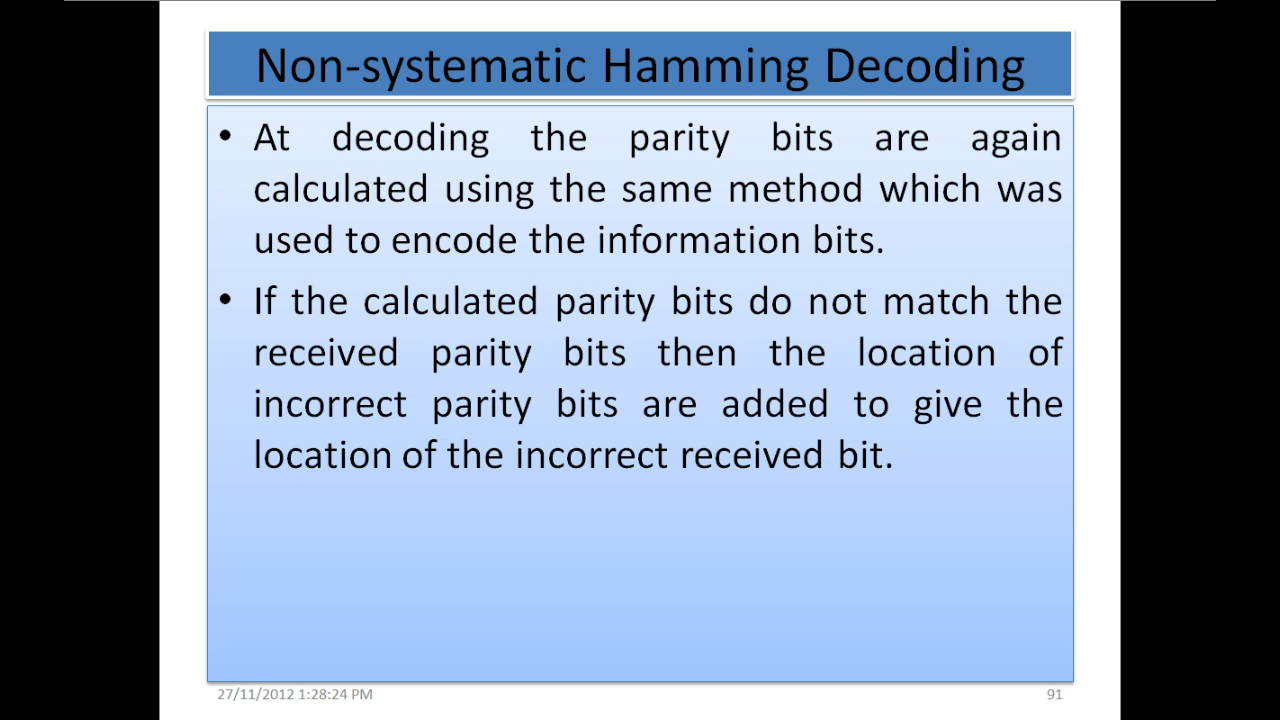 Non-systematic Hamming Decoding
• At decoding the parity bits are again
calculated using the same method which was
used to encode the information bits.
• If the calculated parity bits do not match the
received parity bits then the location of
incorrect parity bits are added to give the
location of the incorrect received bit.
27/11/2012 1:28:24 PM
91